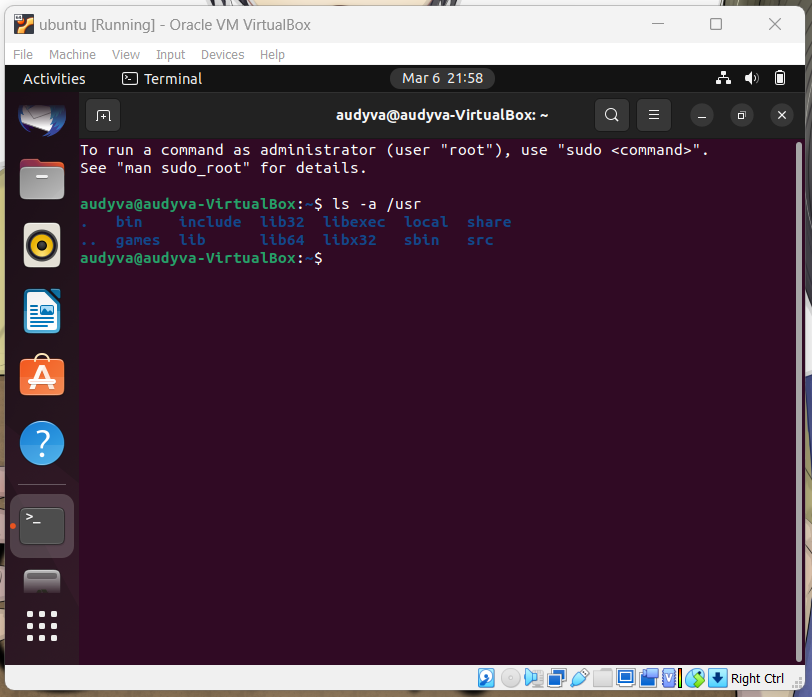 ubuntu [Running] - Oracle VM VirtualBox
File Machine View Input Devices Help
Activities Terminal Mar 6 21:58
audyva@audyva-VirtualBox: ~
To run a command as administrator (user "root"), use "sudo <command>".
See "man sudo_root" for details.
audyva@audyva-VirtualBox:~$ ls -a /usr
. bin include lib32 libexec local share
.. games lib lib64 libx32 sbin src
audyva@audyva-VirtualBox:~$
Right Ctrl